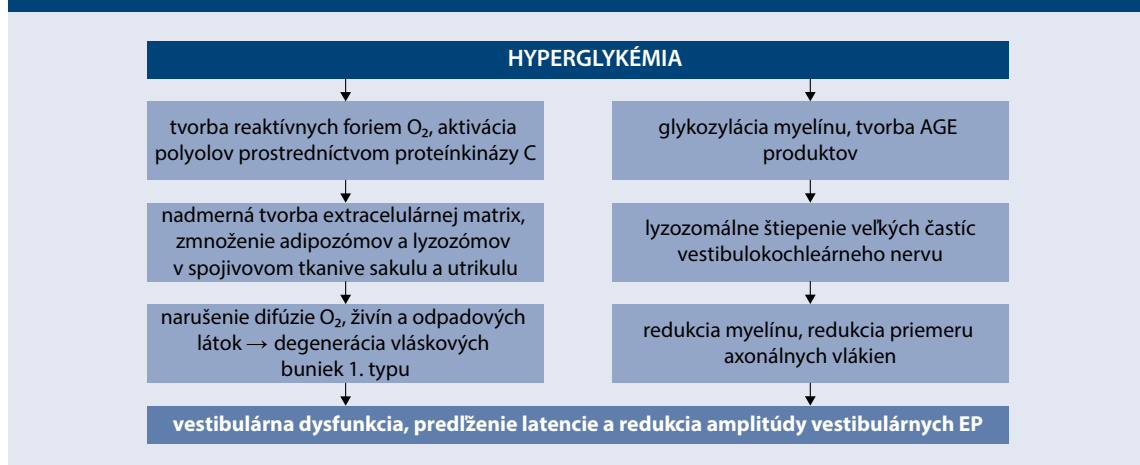 HYPERGLYKÉMIA
tvorba reaktívnych foriem O₂, aktivácia
polyolov prostredníctvom proteínkinázy C
nadmerná tvorba extracelulárnej matrix,
zmnoženie adipozómov a lyzozómov
v spojivovom tkanive sakulu a utrikulu
narušenie difúzie O₂, živín a odpadových
látok → degenerácia vláskových
buniek 1. typu
glykozylácia myelínu, tvorba AGE
produktov
lyzozomálne štiepenie veľkých častíc
vestibulokochleárneho nervu
redukcia myelínu, redukcia priemeru
axonálnych vlákien
vestibulárna dysfunkcia, predĺženie latencie a redukcia amplitúdy vestibulárnych EP